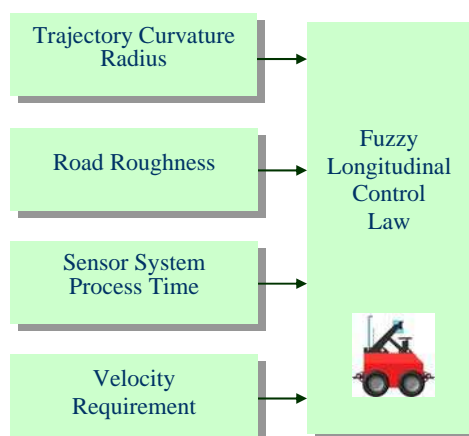 Trajectory Curvature
Radius
Road Roughness
Sensor System
Process Time
Velocity
Requirement
Fuzzy
Longitudinal
Control
Law